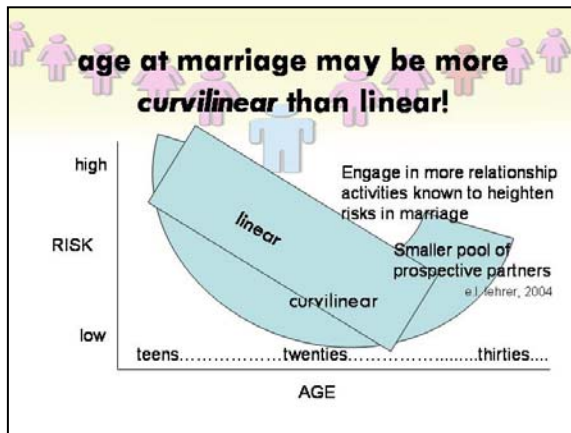 age at marriage may be more
curvilinear than linear!
high
RISK
low
linear
curvilinear
Engage in more relationship
activities known to heighten
risks in marriage
Smaller pool of
prospective partners
e.l. lehrer, 2004
teens………………twenties……………..........thirties....
AGE